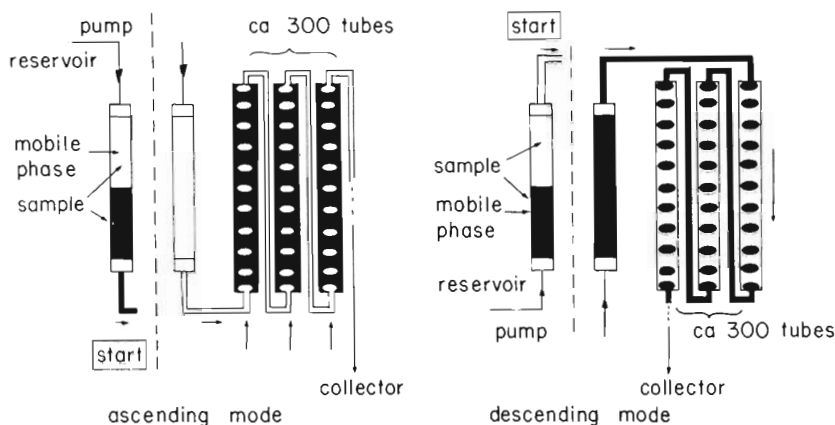 pump
reservoir
mobile
phase
sample
start
ca 300 tubes
collector
ascending mode
start
sample
mobile
phase
reservoir
pump
ca 300 tubes
collector
descending mode